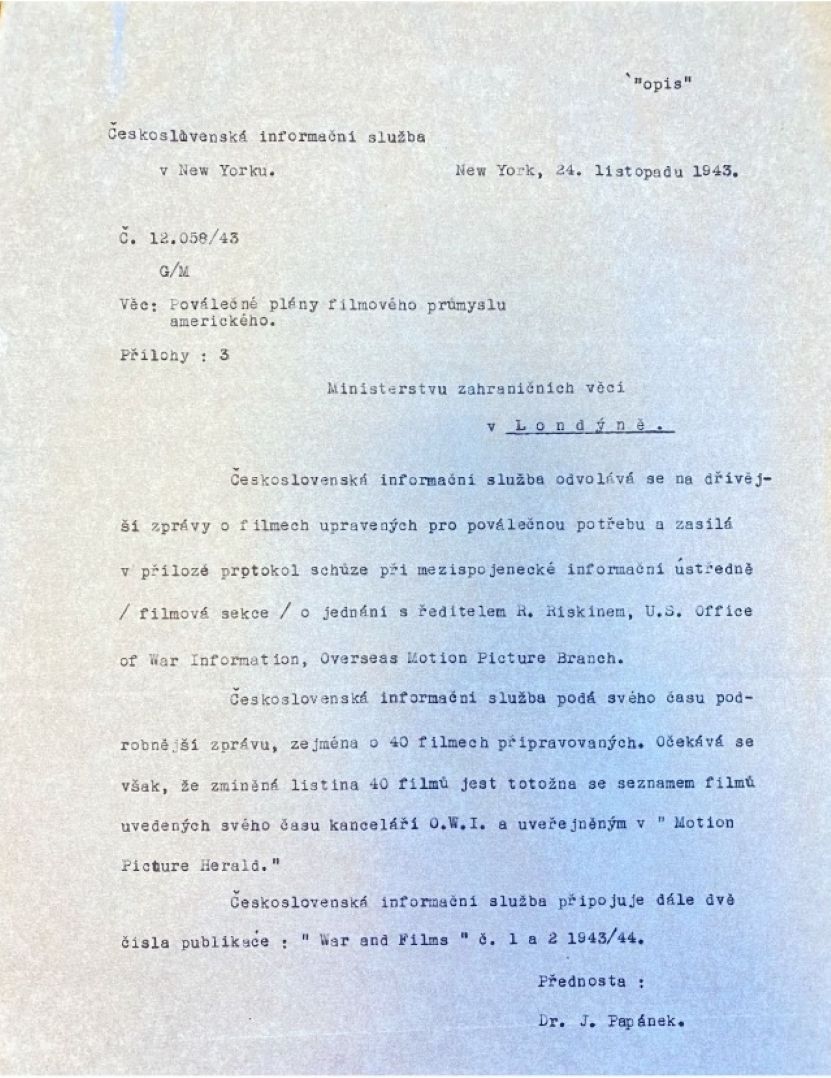 "opis"
Československá informační služba
v New Yorku.
New York, 24. listopadu 1943.
Č. 12.058/43
G/M
Věc: Poválečné plány filmového průmyslu
amerického.
Přílohy : 3
Ministerstvu zahraničních věcí
v L o n d ý n ě .
Československá informační služba odvolává se na dřívěj-
ší zprávy o filmech upravených pro poválečnou potřebu a zasílá
v příloze prptokol schůze při mezispojenecké informační ústředně
/ filmová sekce / o jednání s ředitelem R. Riskinem, U.S. Office
of War Information, Overseas Motion Picture Branch.
Československá informační služba podá svého času pod-
robnější zprávu, zejména o 40 filmech připravovaných. Očekává se
však, že zmíněná listina 40 filmů jest totožna se seznamem filmů
uvedených svého času kanceláří O.W.I. a uveřejněným v " Motion
Picture Herald."
Československá informační služba připojuje dále dvě
čísla publikace : " War and Films " č. 1 a 2 1943/44.
Přednosta :
Dr. J. Papánek.